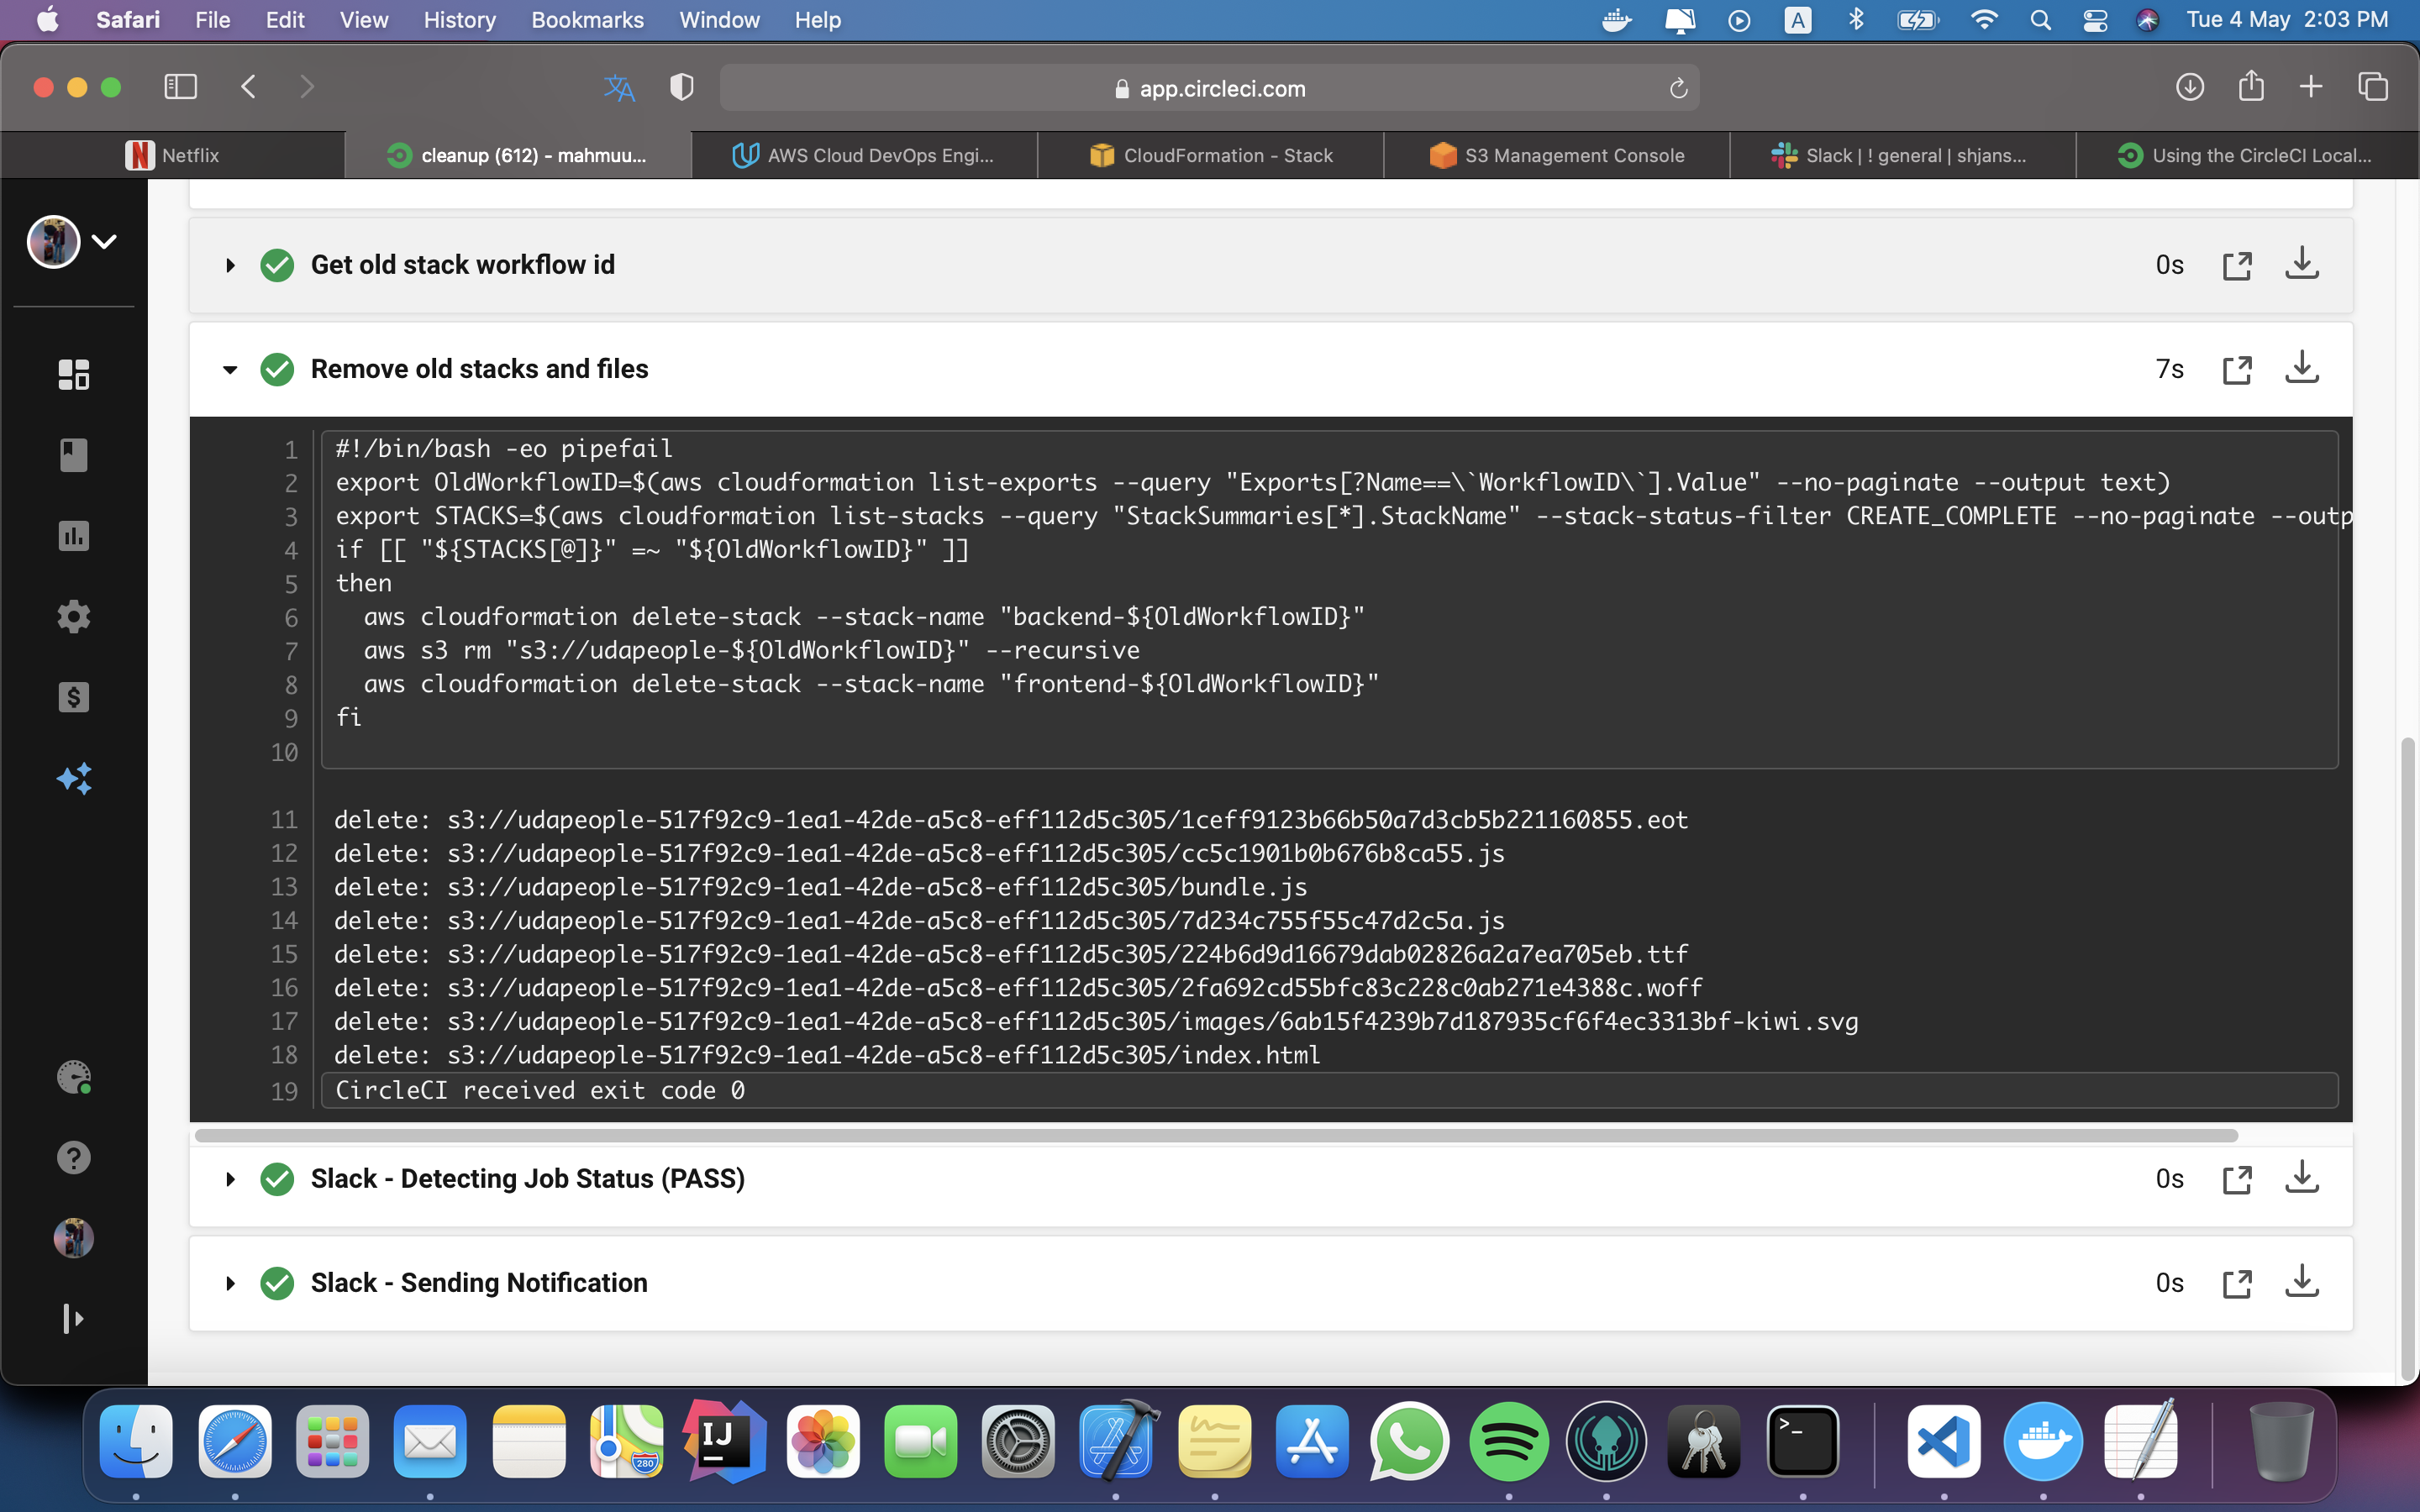 Safari File Edit View History Bookmarks Window Help A Tue 4 May 2:03 PM
app.circleci.com
Netflix cleanup (612) - mahmuu... AWS Cloud DevOps Engi... CloudFormation - Stack S3 Management Console Slack | ! general | shjans... Using the CircleCI Local...
Get old stack workflow id 0s
Remove old stacks and files 7s
1 #!/bin/bash -eo pipefail
2 export OldWorkflowID=$(aws cloudformation list-exports --query "Exports[?Name==\`WorkflowID\`].Value" --no-paginate --output text)
3 export STACKS=$(aws cloudformation list-stacks --query "StackSummaries[*].StackName" --stack-status-filter CREATE_COMPLETE --no-paginate --outp
4 if [[ "${STACKS[@]}" =~ "${OldWorkflowID}" ]]
5 then
6 aws cloudformation delete-stack --stack-name "backend-${OldWorkflowID}"
7 aws s3 rm "s3://udapeople-${OldWorkflowID}" --recursive
8 aws cloudformation delete-stack --stack-name "frontend-${OldWorkflowID}"
9 fi
10
11 delete: s3://udapeople-517f92c9-1ea1-42de-a5c8-eff112d5c305/1ceff9123b66b50a7d3cb5b221160855.eot
12 delete: s3://udapeople-517f92c9-1ea1-42de-a5c8-eff112d5c305/cc5c1901b0b676b8ca55.js
13 delete: s3://udapeople-517f92c9-1ea1-42de-a5c8-eff112d5c305/bundle.js
14 delete: s3://udapeople-517f92c9-1ea1-42de-a5c8-eff112d5c305/7d234c755f55c47d2c5a.js
15 delete: s3://udapeople-517f92c9-1ea1-42de-a5c8-eff112d5c305/224b6d9d16679dab02826a2a7ea705eb.ttf
16 delete: s3://udapeople-517f92c9-1ea1-42de-a5c8-eff112d5c305/2fa692cd55bfc83c228c0ab271e4388c.woff
17 delete: s3://udapeople-517f92c9-1ea1-42de-a5c8-eff112d5c305/images/6ab15f4239b7d187935cf6f4ec3313bf-kiwi.svg
18 delete: s3://udapeople-517f92c9-1ea1-42de-a5c8-eff112d5c305/index.html
19 CircleCI received exit code 0
Slack - Detecting Job Status (PASS) 0s
Slack - Sending Notification 0s
IJ
280
>_